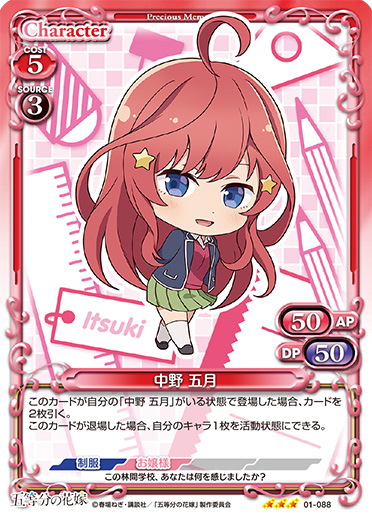 Precious Mem
Character
COST
5
SOURCE
3
Itsuki
50 AP
DP 50
中野 五月
このカードが自分の「中野 五月」がいる状態で登場した場合、カードを
2枚引く。
このカードが退場した場合、自分のキャラ1枚を活動状態にできる。
制服 お嬢様
この林間学校、あなたは何を感じましたか?
五等分の花嫁
©春場ねぎ・講談社/「五等分の花嫁」製作委員会
01-088